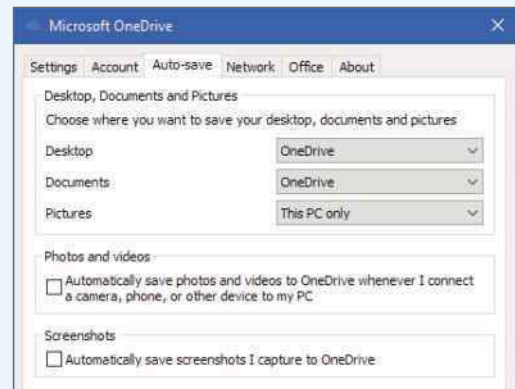 Microsoft OneDrive
Settings Account Auto-save Network Office About
Desktop, Documents and Pictures
Choose where you want to save your desktop, documents and pictures
Desktop OneDrive
Documents OneDrive
Pictures This PC only
Photos and videos
Automatically save photos and videos to OneDrive whenever I connect
a camera, phone, or other device to my PC
Screenshots
Automatically save screenshots I capture to OneDrive